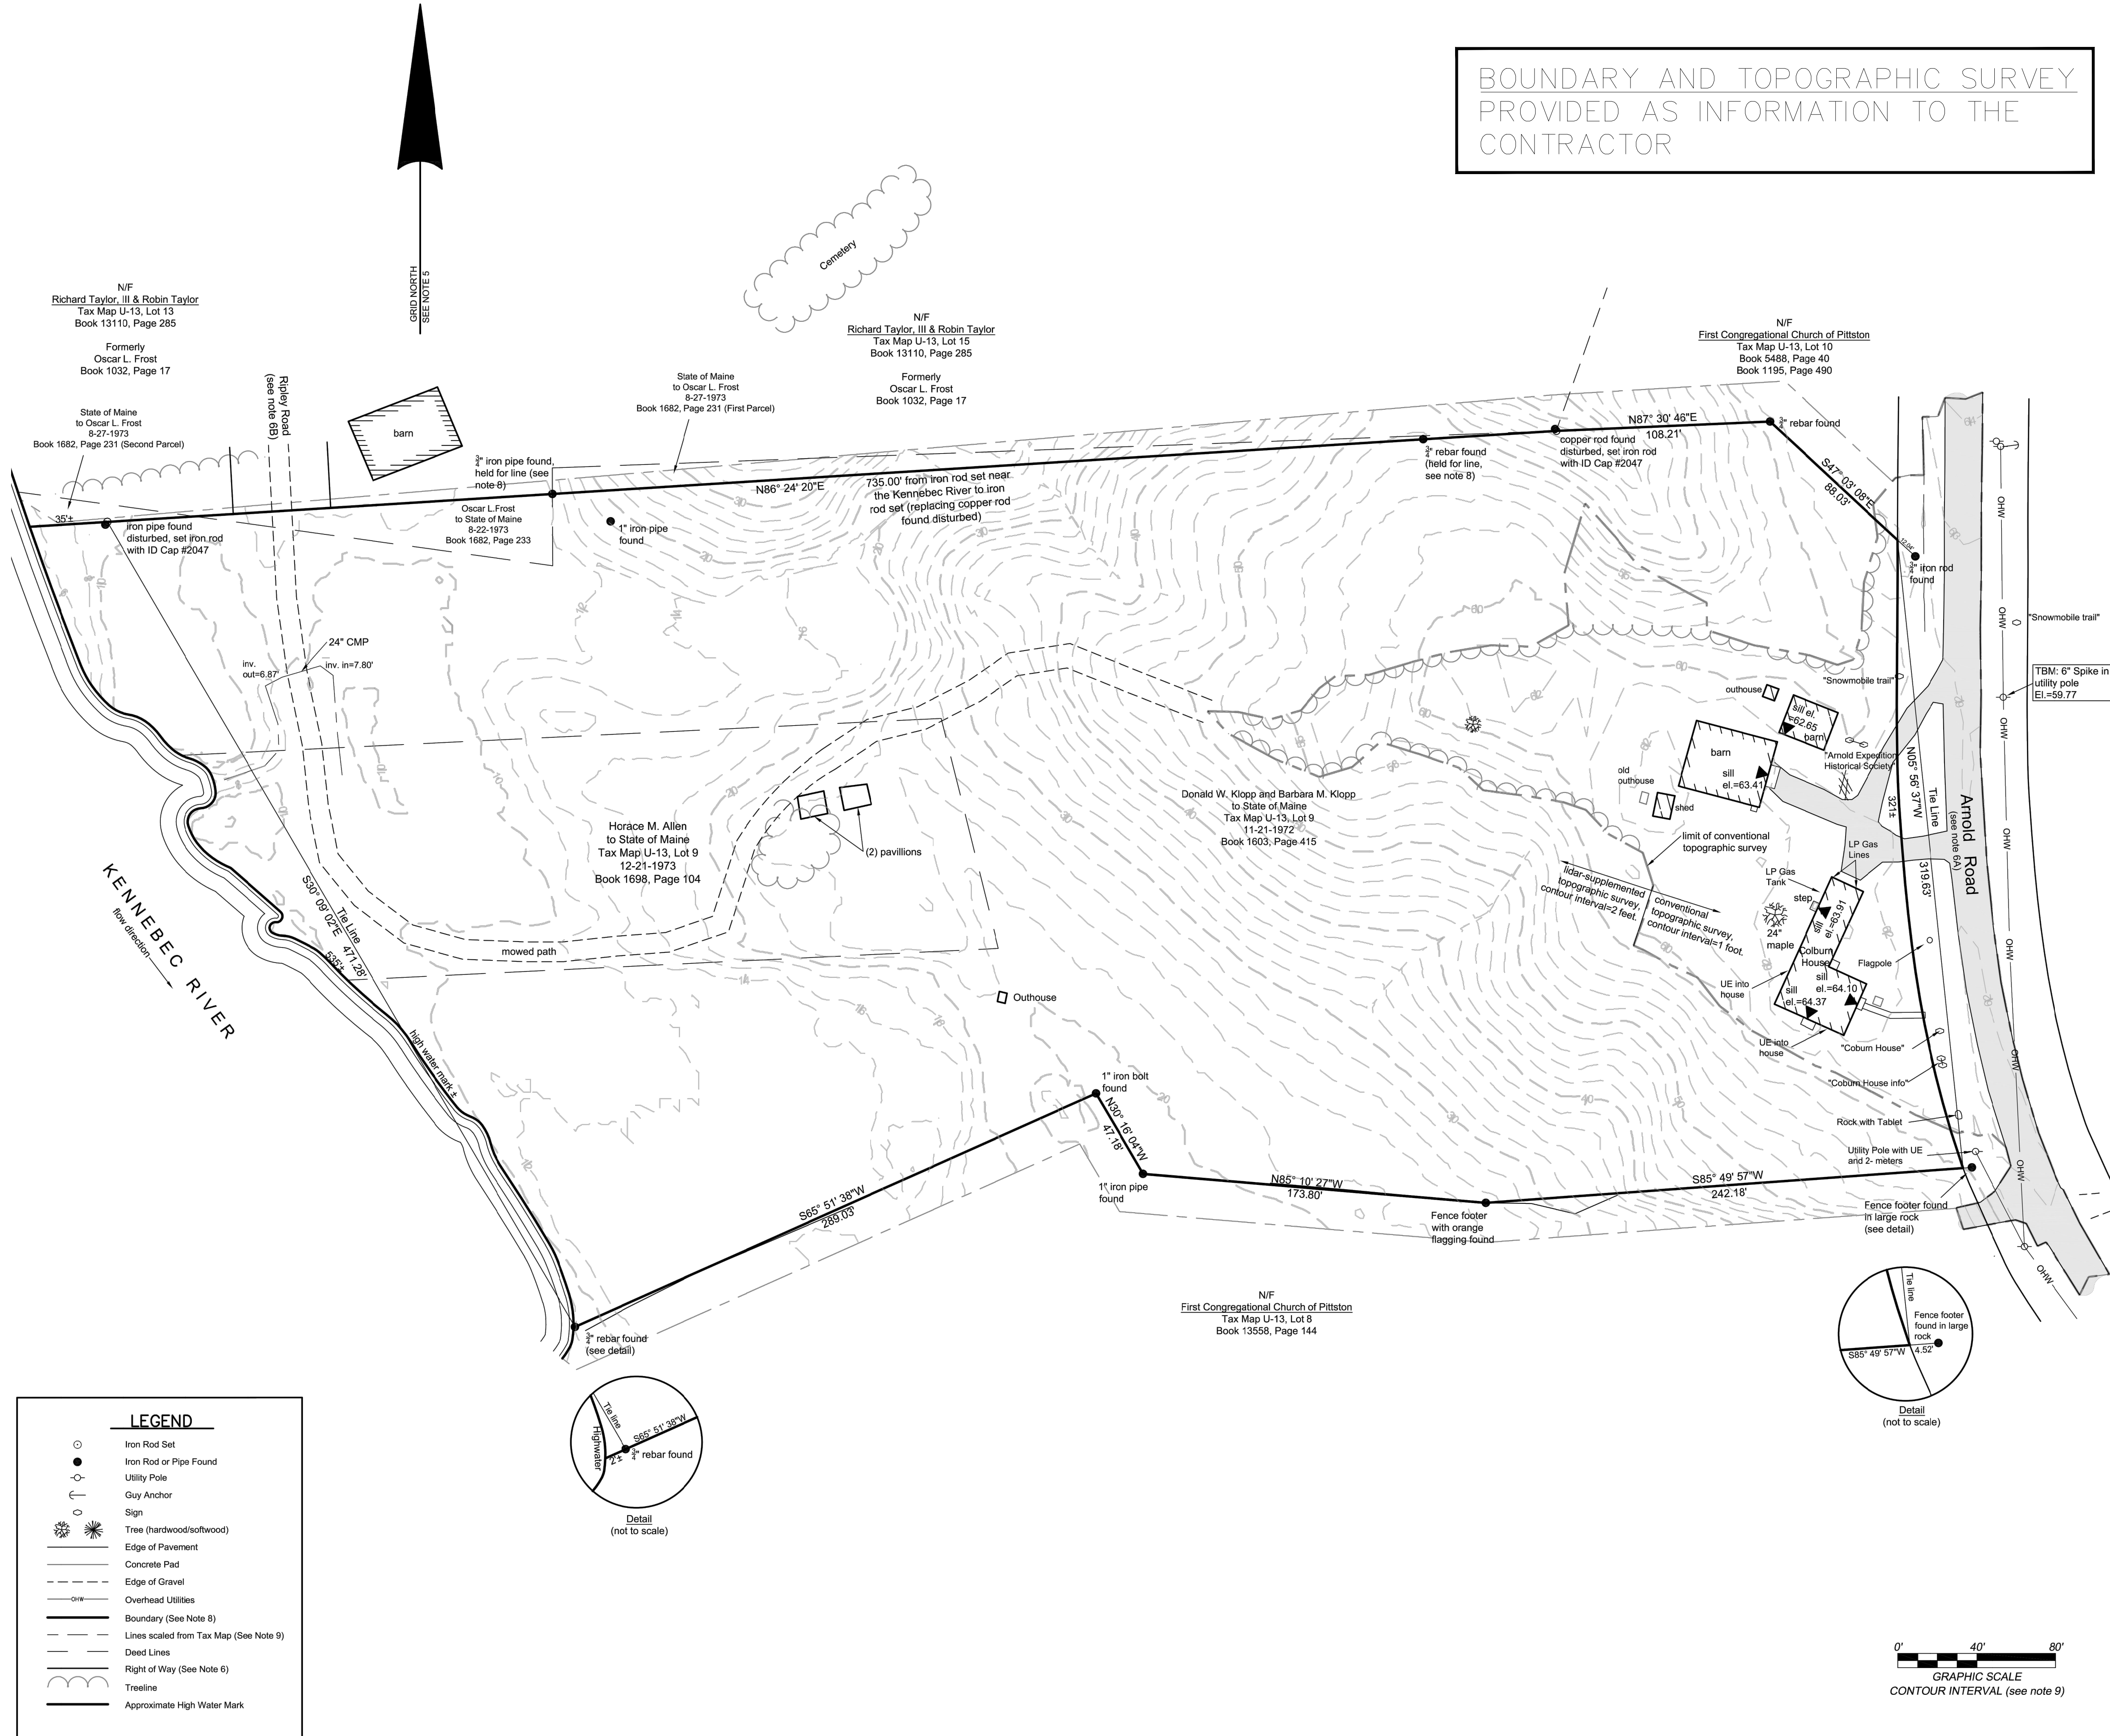 BOUNDARY AND TOPOGRAPHIC SURVEY
PROVIDED AS INFORMATION TO THE
CONTRACTOR
GRID NORTH
SEE NOTE 5
Cemetery
N/F
Richard Taylor, III & Robin Taylor
Tax Map U-13, Lot 13
Book 13110, Page 285
Formerly
Oscar L. Frost
Book 1032, Page 17
State of Maine
to Oscar L. Frost
8-27-1973
Book 1682, Page 231 (Second Parcel)
Ripley Road
(see note 6B)
barn
State of Maine
to Oscar L. Frost
8-27-1973
Book 1682, Page 231 (First Parcel)
N/F
Richard Taylor, III & Robin Taylor
Tax Map U-13, Lot 15
Book 13110, Page 285
Formerly
Oscar L. Frost
Book 1032, Page 17
N/F
First Congregational Church of Pittston
Tax Map U-13, Lot 10
Book 5488, Page 40
Book 1195, Page 490
35'±
iron pipe found
disturbed, set iron rod
with ID Cap #2047
3/4" iron pipe found,
held for line (see
note 8)
Oscar L.Frost
to State of Maine
8-22-1973
Book 1682, Page 233
1" iron pipe
found
N86° 24' 20"E
735.00' from iron rod set near
the Kennebec River to iron
rod set (replacing copper rod
found disturbed)
3/4" rebar found
(held for line,
see note 8)
copper rod found
disturbed, set iron rod
with ID Cap #2047
N87° 30' 46"E
108.21'
3/4" rebar found
S47° 03' 08"E
88.03'
12.04'
3/4" iron rod
found
OHW
OHW
OHW
OHW
OHW
OHW
OHW
OHW
"Snowmobile trail"
TBM: 6" Spike in
utility pole
El.=59.77
24" CMP
inv.
out=6.87'
inv. in=7.80'
"Snowmobile trail"
outhouse
sill el.
=62.65
barn
barn
sill
el.=63.41
"Arnold Expedition
Historical Society"
old
outhouse
shed
limit of conventional
topographic survey
N05° 56' 37"W
Tie Line
319.63'
321±
Arnold Road
(see note 6A)
Horace M. Allen
to State of Maine
Tax Map U-13, Lot 9
12-21-1973
Book 1698, Page 104
(2) pavillions
Donald W. Klopp and Barbara M. Klopp
to State of Maine
Tax Map U-13, Lot 9
11-21-1972
Book 1603, Page 415
lidar-supplemented
topographic survey,
contour interval=2 feet.
conventional
topographic survey,
contour interval=1 foot.
LP Gas
Lines
LP Gas
Tank
step
24"
maple
sill
el.=63.91
Coburn
House
sill
el.=64.10
sill
el.=64.37
Flagpole
UE into
house
UE into
house
"Coburn House"
"Coburn House info"
Rock with Tablet
Utility Pole with UE
and 2- meters
KENNEBEC RIVER
flow direction
S30° 09' 02"E
Tie Line
471.28'
535'±
high water mark ±
mowed path
Outhouse
1" iron bolt
found
N30° 16' 04"W
47.18'
1" iron pipe
found
N85° 10' 27"W
173.80'
S85° 49' 57"W
242.18'
S65° 51' 38"W
289.03'
Fence footer
with orange
flagging found
Fence footer found
in large rock
(see detail)
3/4" rebar found
(see detail)
N/F
First Congregational Church of Pittston
Tax Map U-13, Lot 8
Book 13558, Page 144
Tie line
S65° 51' 38"W
Highwater
2'±
3/4" rebar found
Detail
(not to scale)
Tie line
Fence footer
found in large
rock
S85° 49' 57"W
4.52'
Detail
(not to scale)
LEGEND
Iron Rod Set
Iron Rod or Pipe Found
Utility Pole
Guy Anchor
Sign
Tree (hardwood/softwood)
Edge of Pavement
Concrete Pad
Edge of Gravel
OHW Overhead Utilities
Boundary (See Note 8)
Lines scaled from Tax Map (See Note 9)
Deed Lines
Right of Way (See Note 6)
Treeline
Approximate High Water Mark
0' 40' 80'
GRAPHIC SCALE
CONTOUR INTERVAL (see note 9)